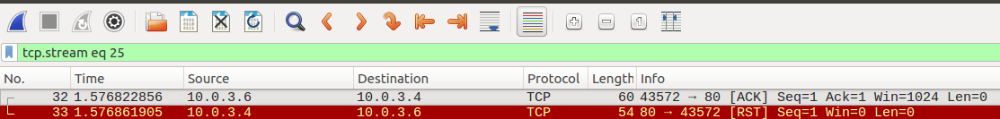 tcp.stream eq 25
No. Time Source Destination Protocol Length Info
32 1.576822856 10.0.3.6 10.0.3.4 TCP 60 43572 → 80 [ACK] Seq=1 Ack=1 Win=1024 Len=0
33 1.576861905 10.0.3.4 10.0.3.6 TCP 54 80 → 43572 [RST] Seq=1 Win=0 Len=0